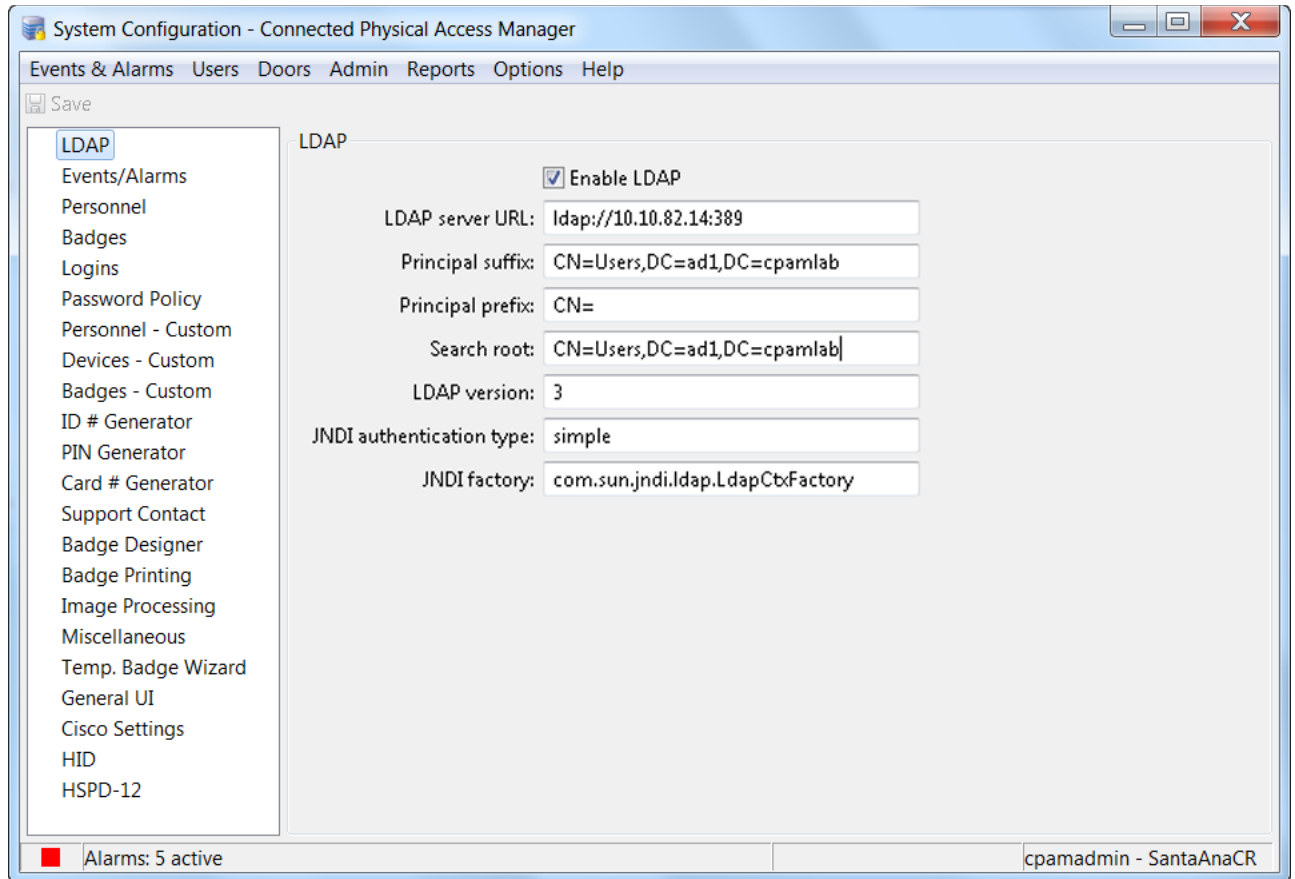 System Configuration - Connected Physical Access Manager
Events & Alarms Users Doors Admin Reports Options Help
Save
LDAP
Events/Alarms
Personnel
Badges
Logins
Password Policy
Personnel - Custom
Devices - Custom
Badges - Custom
ID # Generator
PIN Generator
Card # Generator
Support Contact
Badge Designer
Badge Printing
Image Processing
Miscellaneous
Temp. Badge Wizard
General UI
Cisco Settings
HID
HSPD-12
LDAP
Enable LDAP
LDAP server URL: ldap://10.10.82.14:389
Principal suffix: CN=Users,DC=ad1,DC=cpamlab
Principal prefix: CN=
Search root: CN=Users,DC=ad1,DC=cpamlab
LDAP version: 3
JNDI authentication type: simple
JNDI factory: com.sun.jndi.ldap.LdapCtxFactory
Alarms: 5 active
cpamadmin - SantaAnaCR